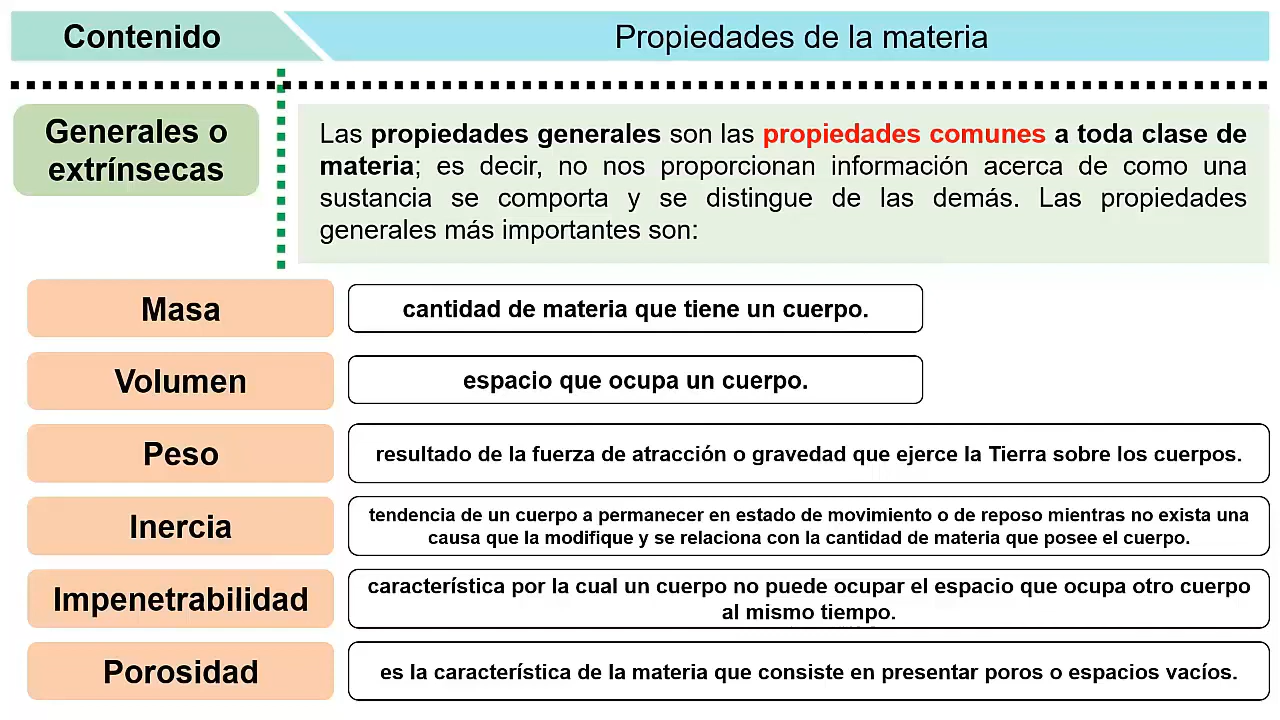 Contenido
Propiedades de la materia
Generales o
extrínsecas
Las propiedades generales son las propiedades comunes a toda clase de
materia; es decir, no nos proporcionan información acerca de como una
sustancia se comporta y se distingue de las demás. Las propiedades
generales más importantes son:
Masa
cantidad de materia que tiene un cuerpo.
Volumen
espacio que ocupa un cuerpo.
Peso
resultado de la fuerza de atracción o gravedad que ejerce la Tierra sobre los cuerpos.
Inercia
tendencia de un cuerpo a permanecer en estado de movimiento o de reposo mientras no exista una
causa que la modifique y se relaciona con la cantidad de materia que posee el cuerpo.
Impenetrabilidad
característica por la cual un cuerpo no puede ocupar el espacio que ocupa otro cuerpo
al mismo tiempo.
Porosidad
es la característica de la materia que consiste en presentar poros o espacios vacíos.